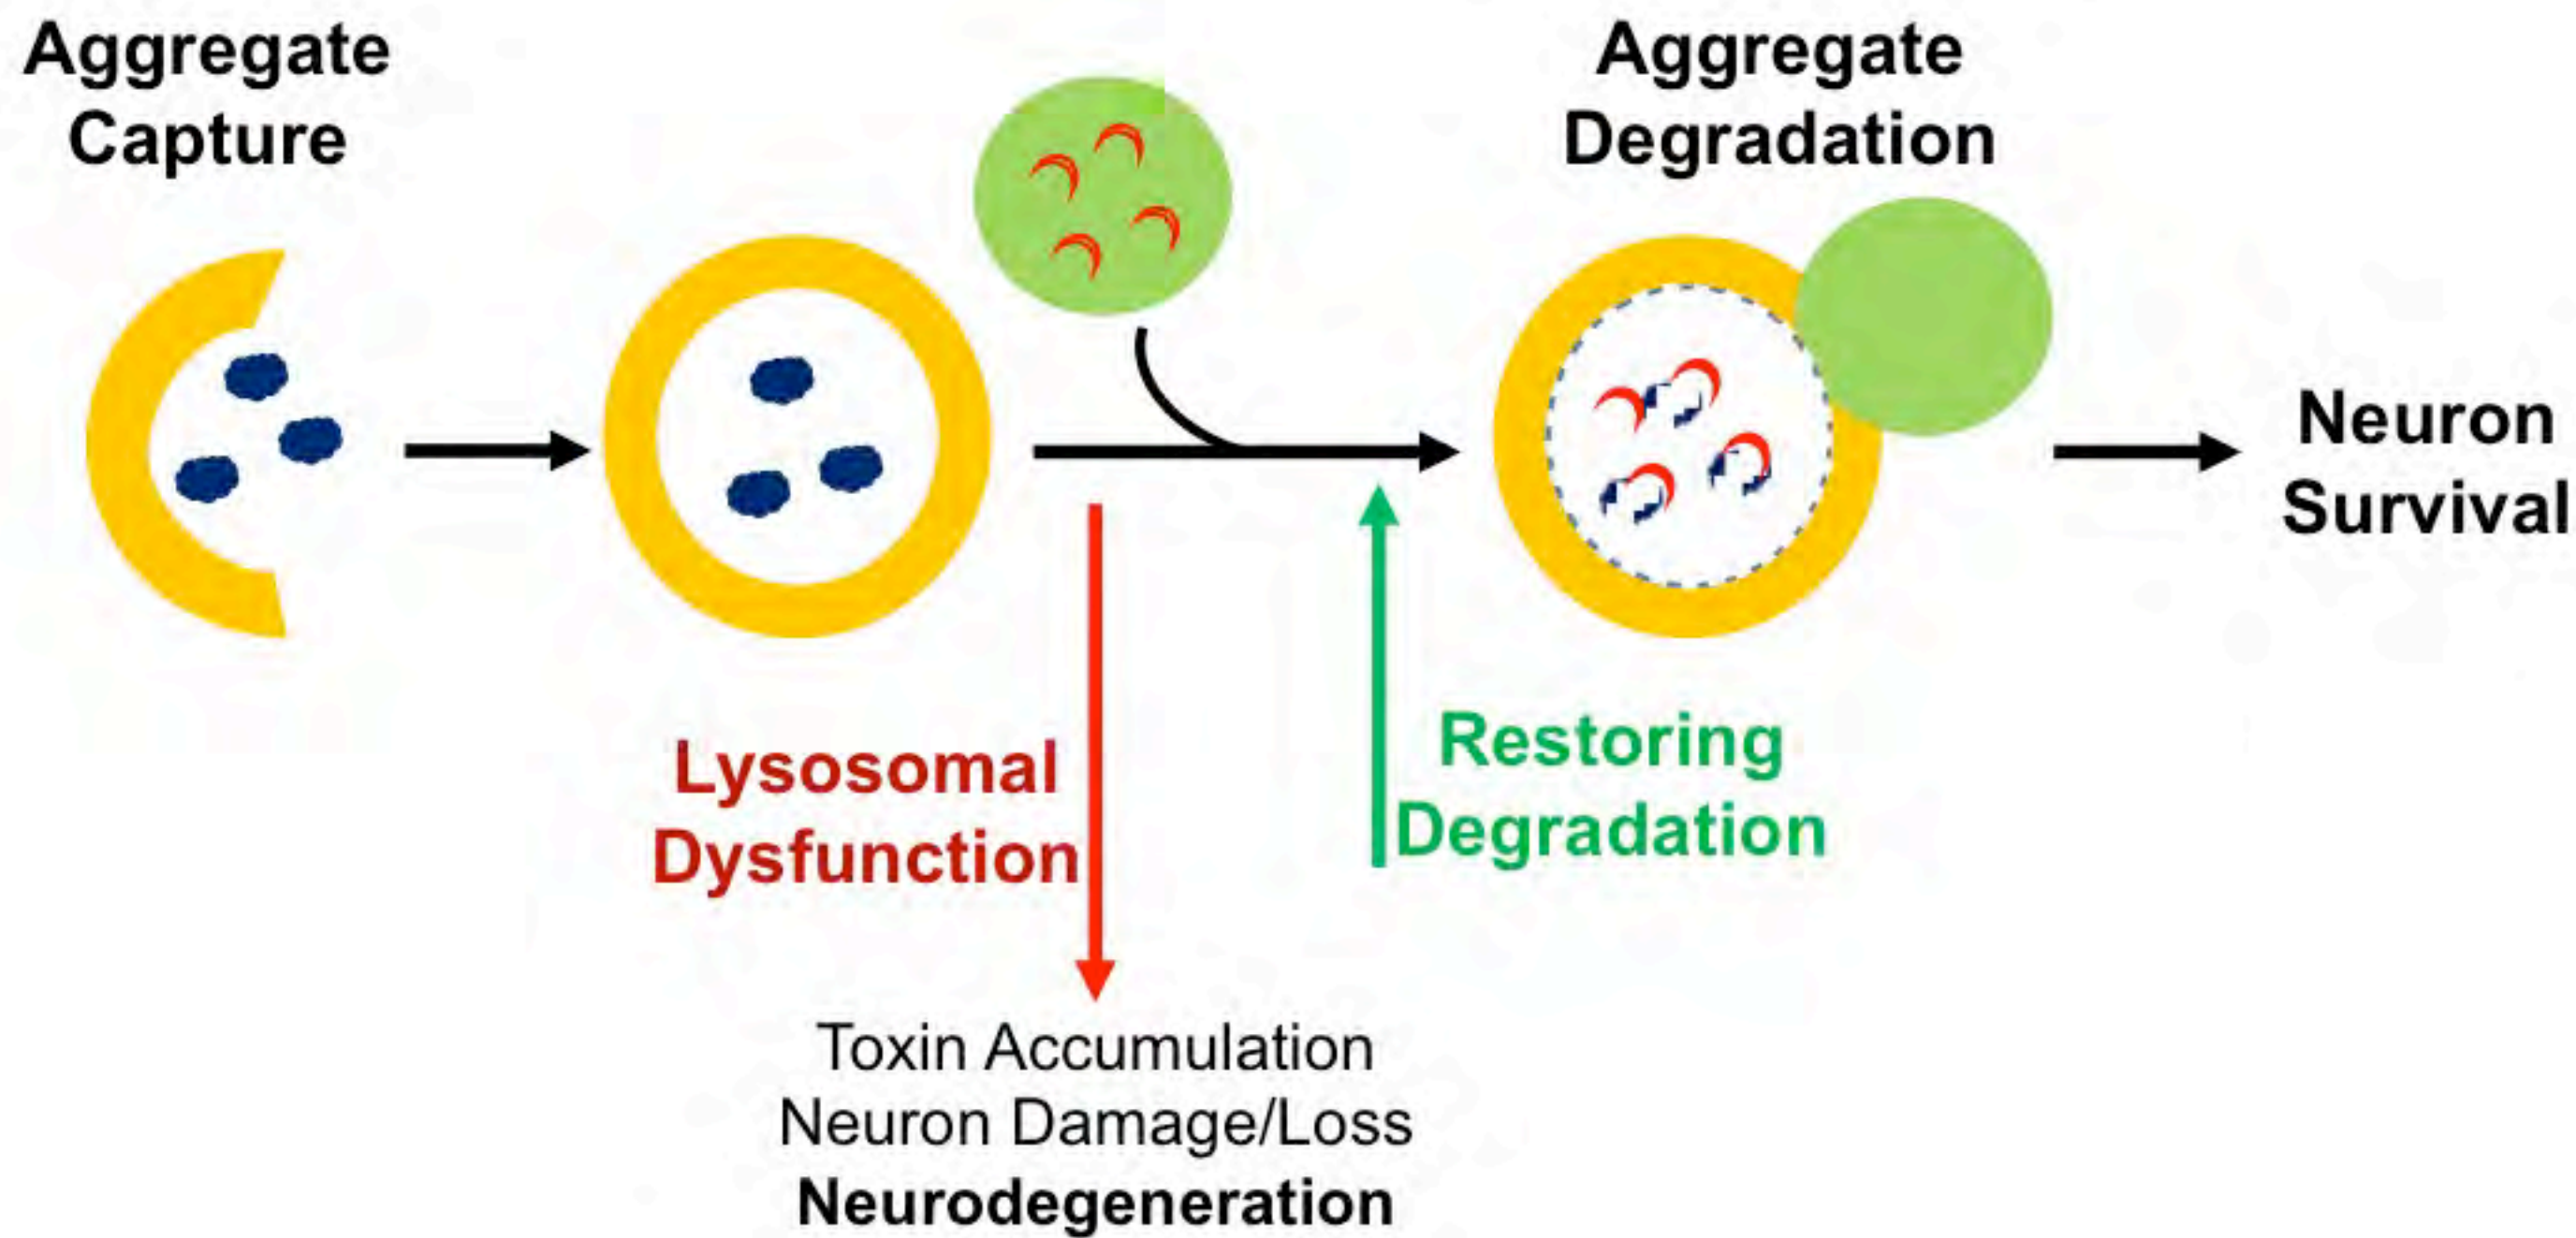 Aggregate
Capture
Aggregate
Degradation
Neuron
Survival
Lysosomal
Dysfunction
Restoring
Degradation
Toxin Accumulation
Neuron Damage/Loss
Neurodegeneration